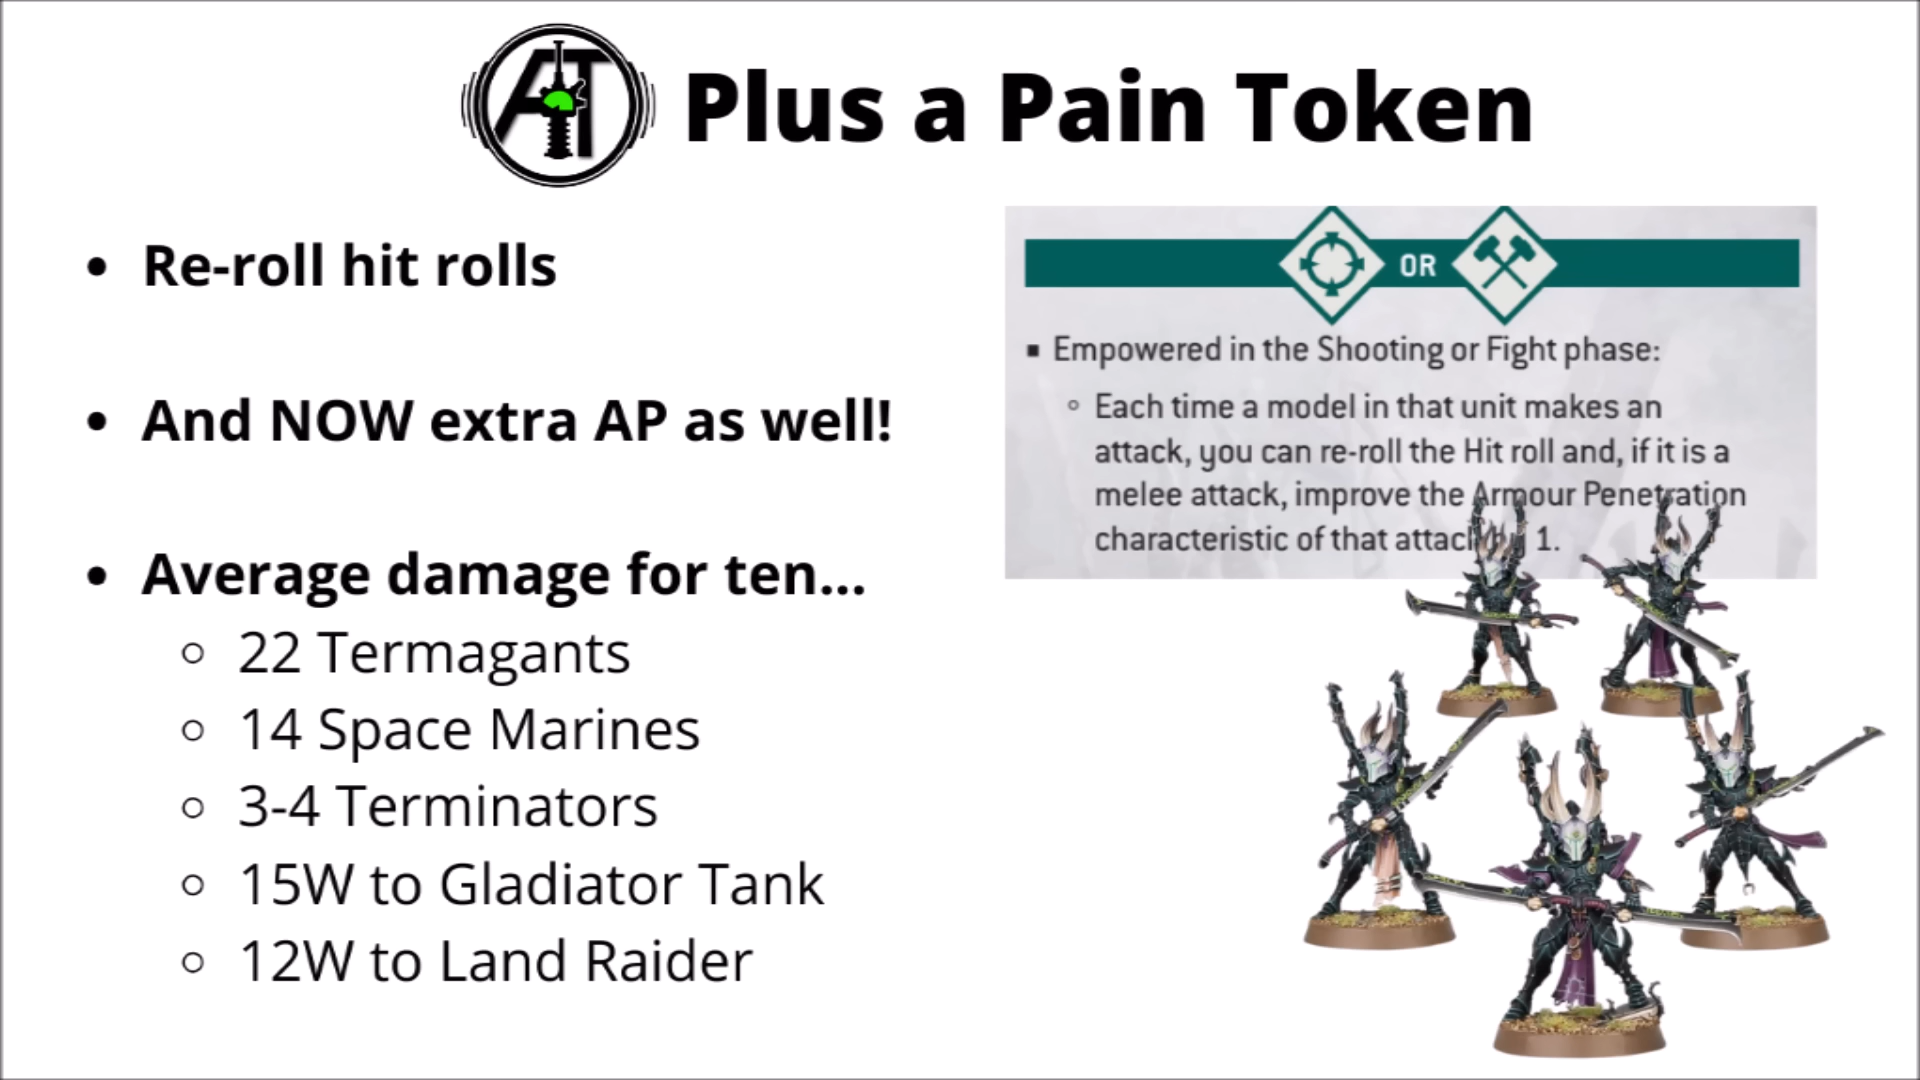 AT
Plus a Pain Token
• Re-roll hit rolls
• And NOW extra AP as well!
• Average damage for ten...
○ 22 Termagants
○ 14 Space Marines
○ 3-4 Terminators
○ 15W to Gladiator Tank
○ 12W to Land Raider
OR
▪ Empowered in the Shooting or Fight phase:
◦ Each time a model in that unit makes an
attack, you can re-roll the Hit roll and, if it is a
melee attack, improve the Armour Penetration
characteristic of that attack by 1.